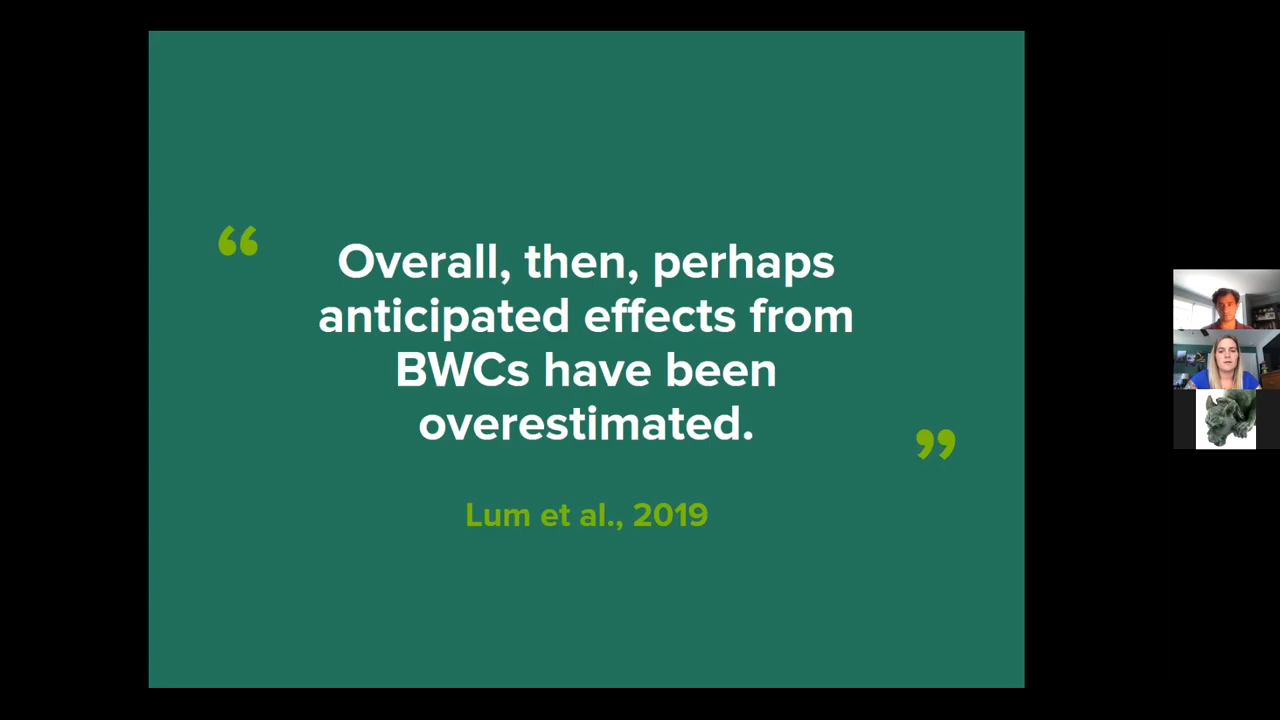 “
Overall, then, perhaps
anticipated effects from
BWCs have been
overestimated.
”
Lum et al., 2019